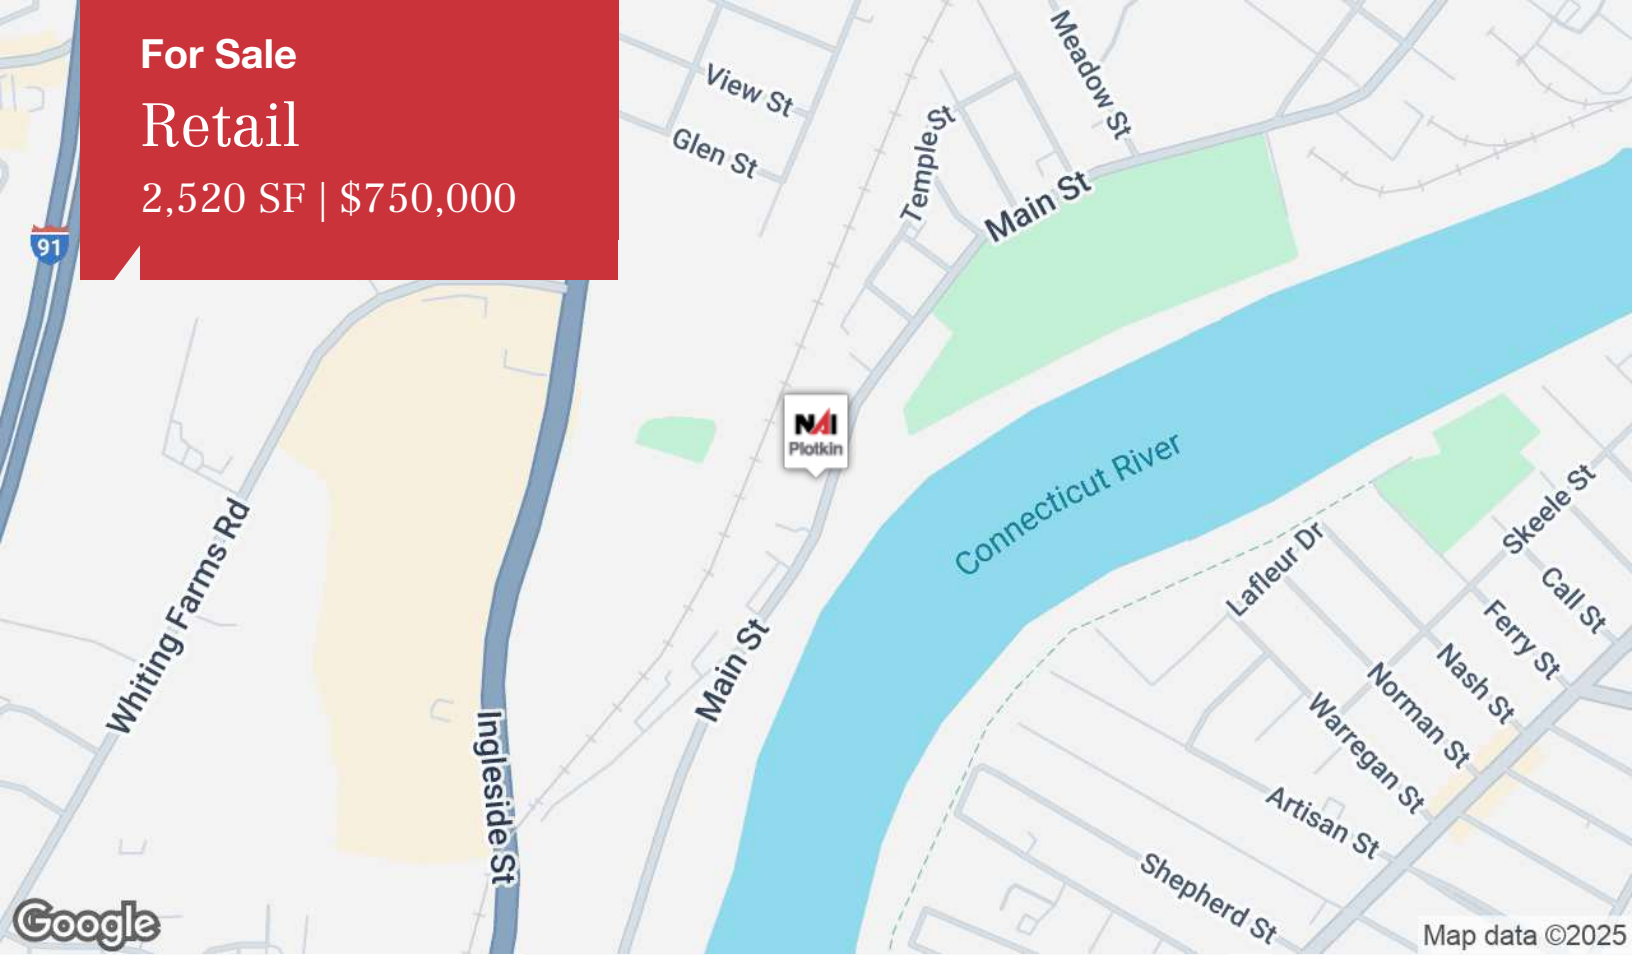 For Sale
Retail
2,520 SF | $750,000
91
View St
Glen St
Temple St
Meadow St
Main St
NAI
Plotkin
Connecticut River
Whiting Farms Rd
Ingleside St
Main St
Lafleur Dr
Skeele St
Call St
Ferry St
Nash St
Norman St
Warregan St
Artisan St
Shepherd St
Google
Map data ©2025